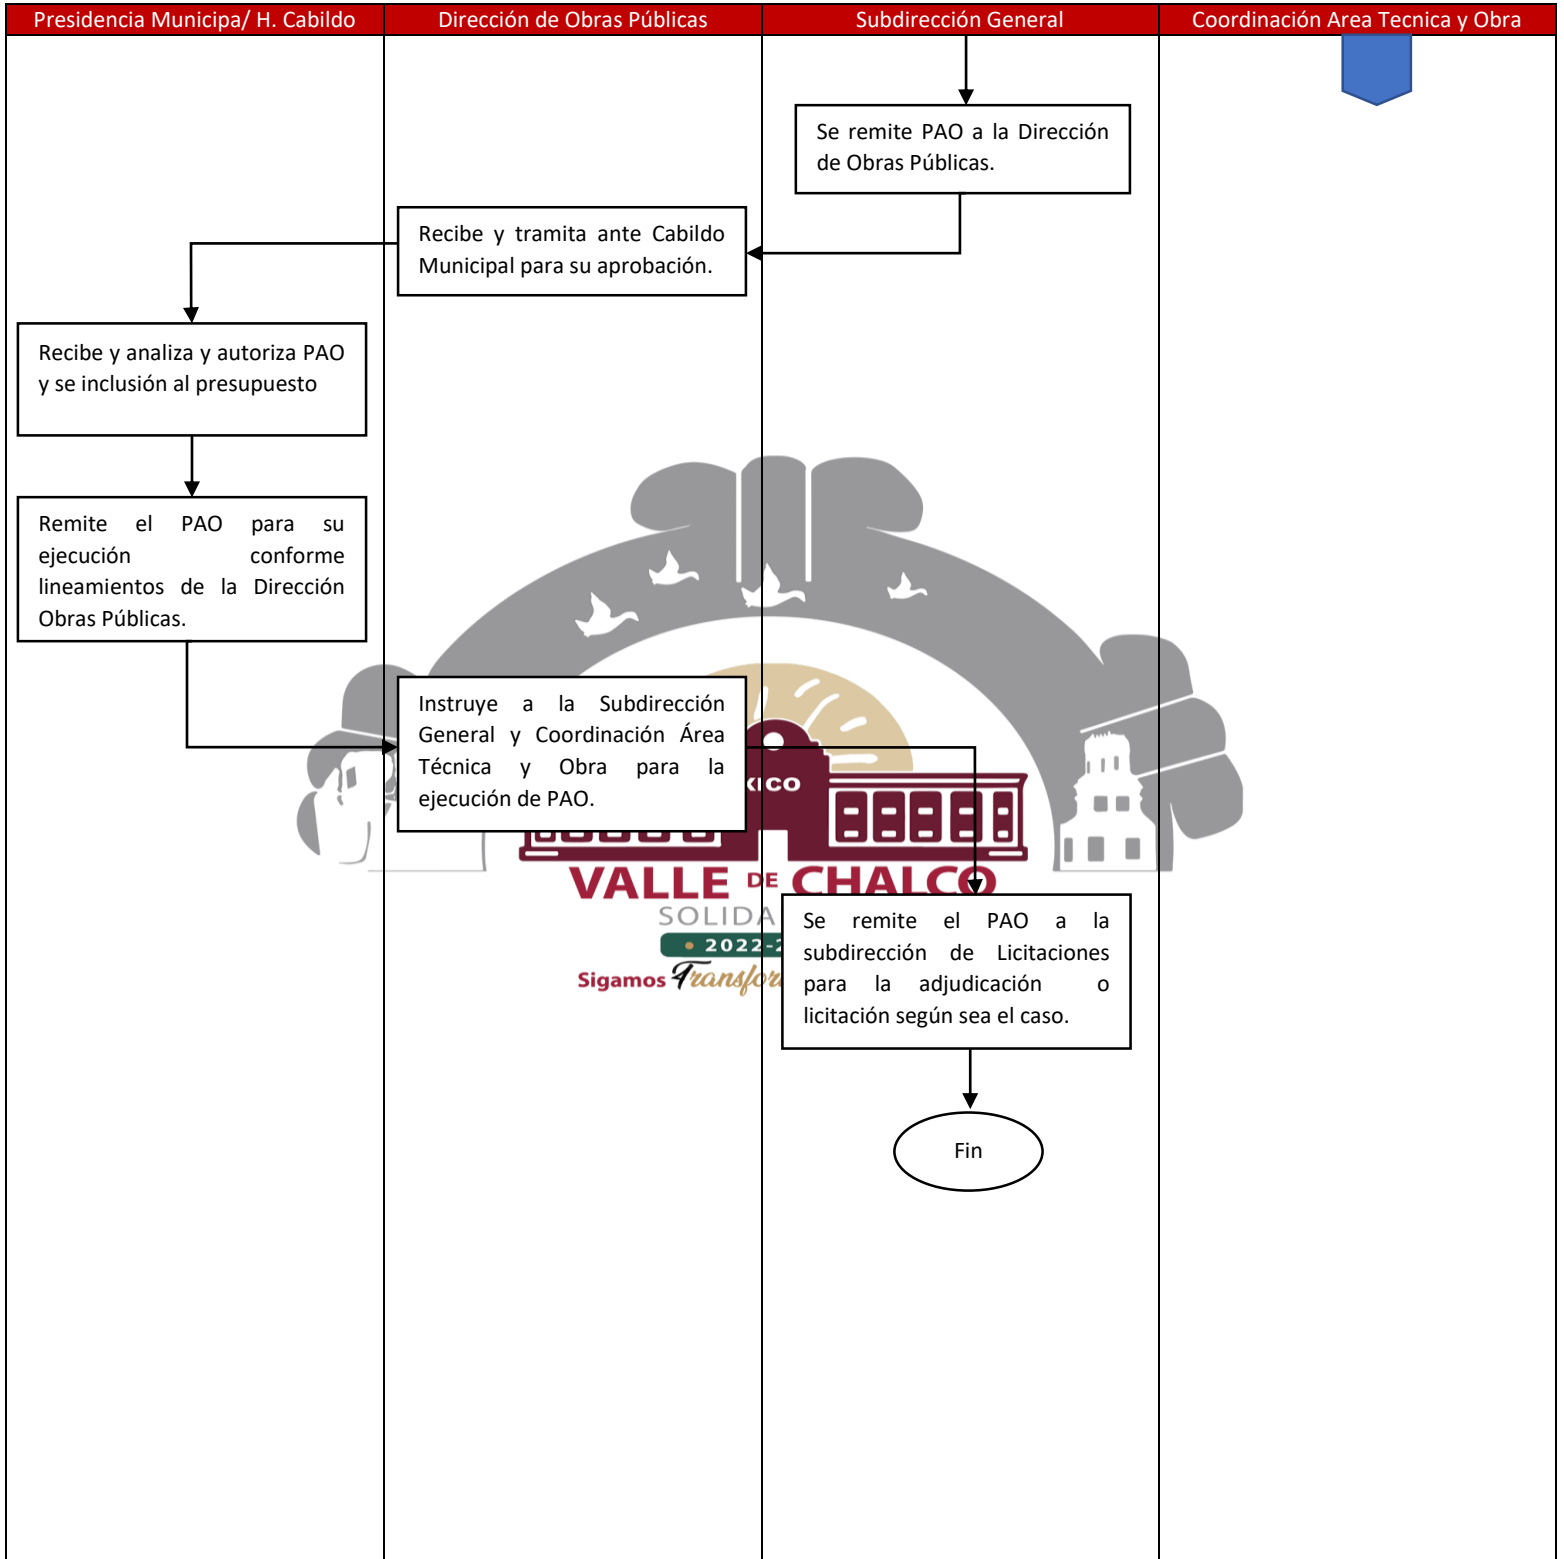 Presidencia Municipa/ H. Cabildo
Dirección de Obras Públicas
Subdirección General
Coordinación Area Tecnica y Obra
Se remite PAO a la Dirección
de Obras Públicas.
Recibe y tramita ante Cabildo
Municipal para su aprobación.
Recibe y analiza y autoriza PAO
y se inclusión al presupuesto
Remite el PAO para su
ejecución conforme
lineamientos de la Dirección
Obras Públicas.
Instruye a la Subdirección
General y Coordinación Área
Técnica y Obra para la
ejecución de PAO.
VALLE DE CHALCO
2022-2
Sigamos
Se remite el PAO a la
subdirección de Licitaciones
para la adjudicación o
licitación según sea el caso.
Fin